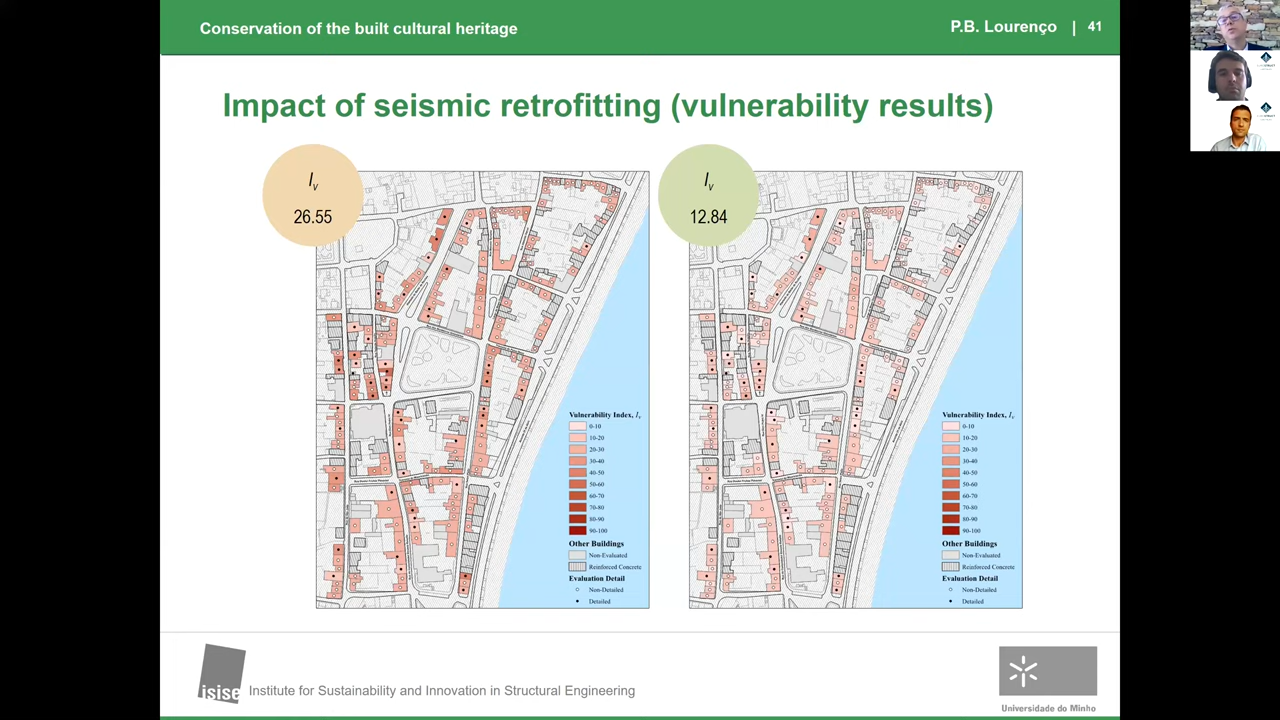 Conservation of the built cultural heritage
P.B. Lourenço | 41
Impact of seismic retrofitting (vulnerability results)
Iv
26.55
Iv
12.84
Vulnerability Index, Iv
0-10
10-20
20-30
30-40
40-50
50-60
60-70
70-80
80-90
90-100
Other Buildings
Non-Evaluated
Reinforced Concrete
Evaluation Detail
Non-Detailed
Detailed
Vulnerability Index, Iv
0-10
10-20
20-30
30-40
40-50
50-60
60-70
70-80
80-90
90-100
Other Buildings
Non-Evaluated
Reinforced Concrete
Evaluation Detail
Non-Detailed
Detailed
isise
Institute for Sustainability and Innovation in Structural Engineering
Universidade do Minho